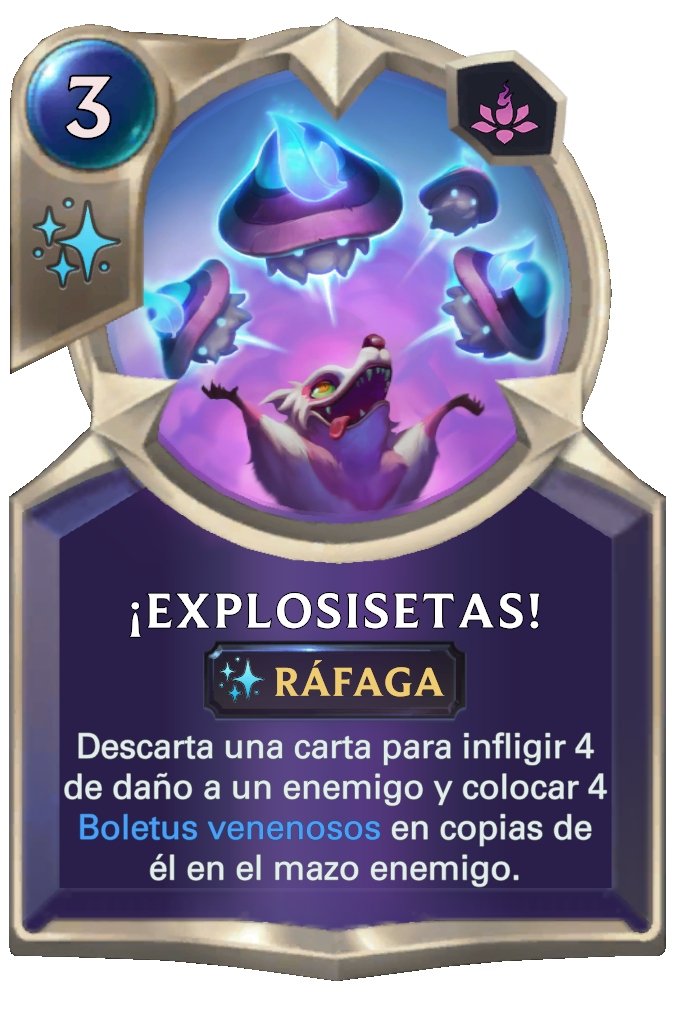 3
¡EXPLOSISETAS!
RÁFAGA
Descarta una carta para infligir 4
de daño a un enemigo y colocar 4
Boletus venenosos en copias de
él en el mazo enemigo.